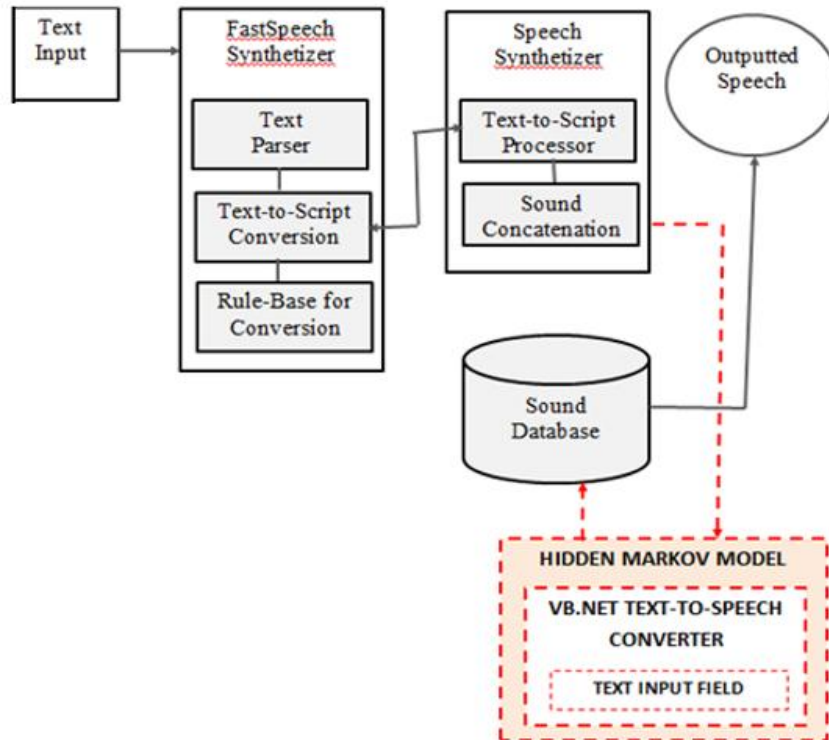 Text
Input
FastSpeech
Synthetizer
Text
Parser
Text-to-Script
Conversion
Rule-Base for
Conversion
Speech
Synthetizer
Text-to-Script
Processor
Sound
Concatenation
Outputted
Speech
Sound
Database
HIDDEN MARKOV MODEL
VB.NET TEXT-TO-SPEECH
CONVERTER
TEXT INPUT FIELD